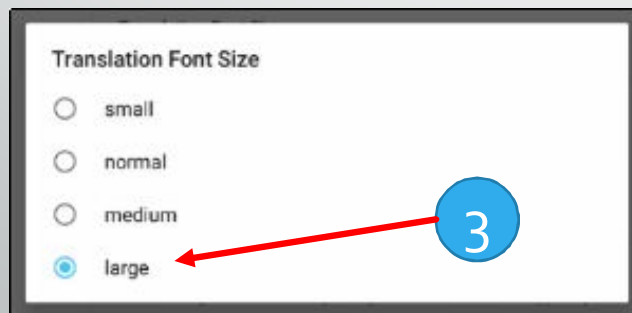 Translation Font Size
small
normal
medium
3
large